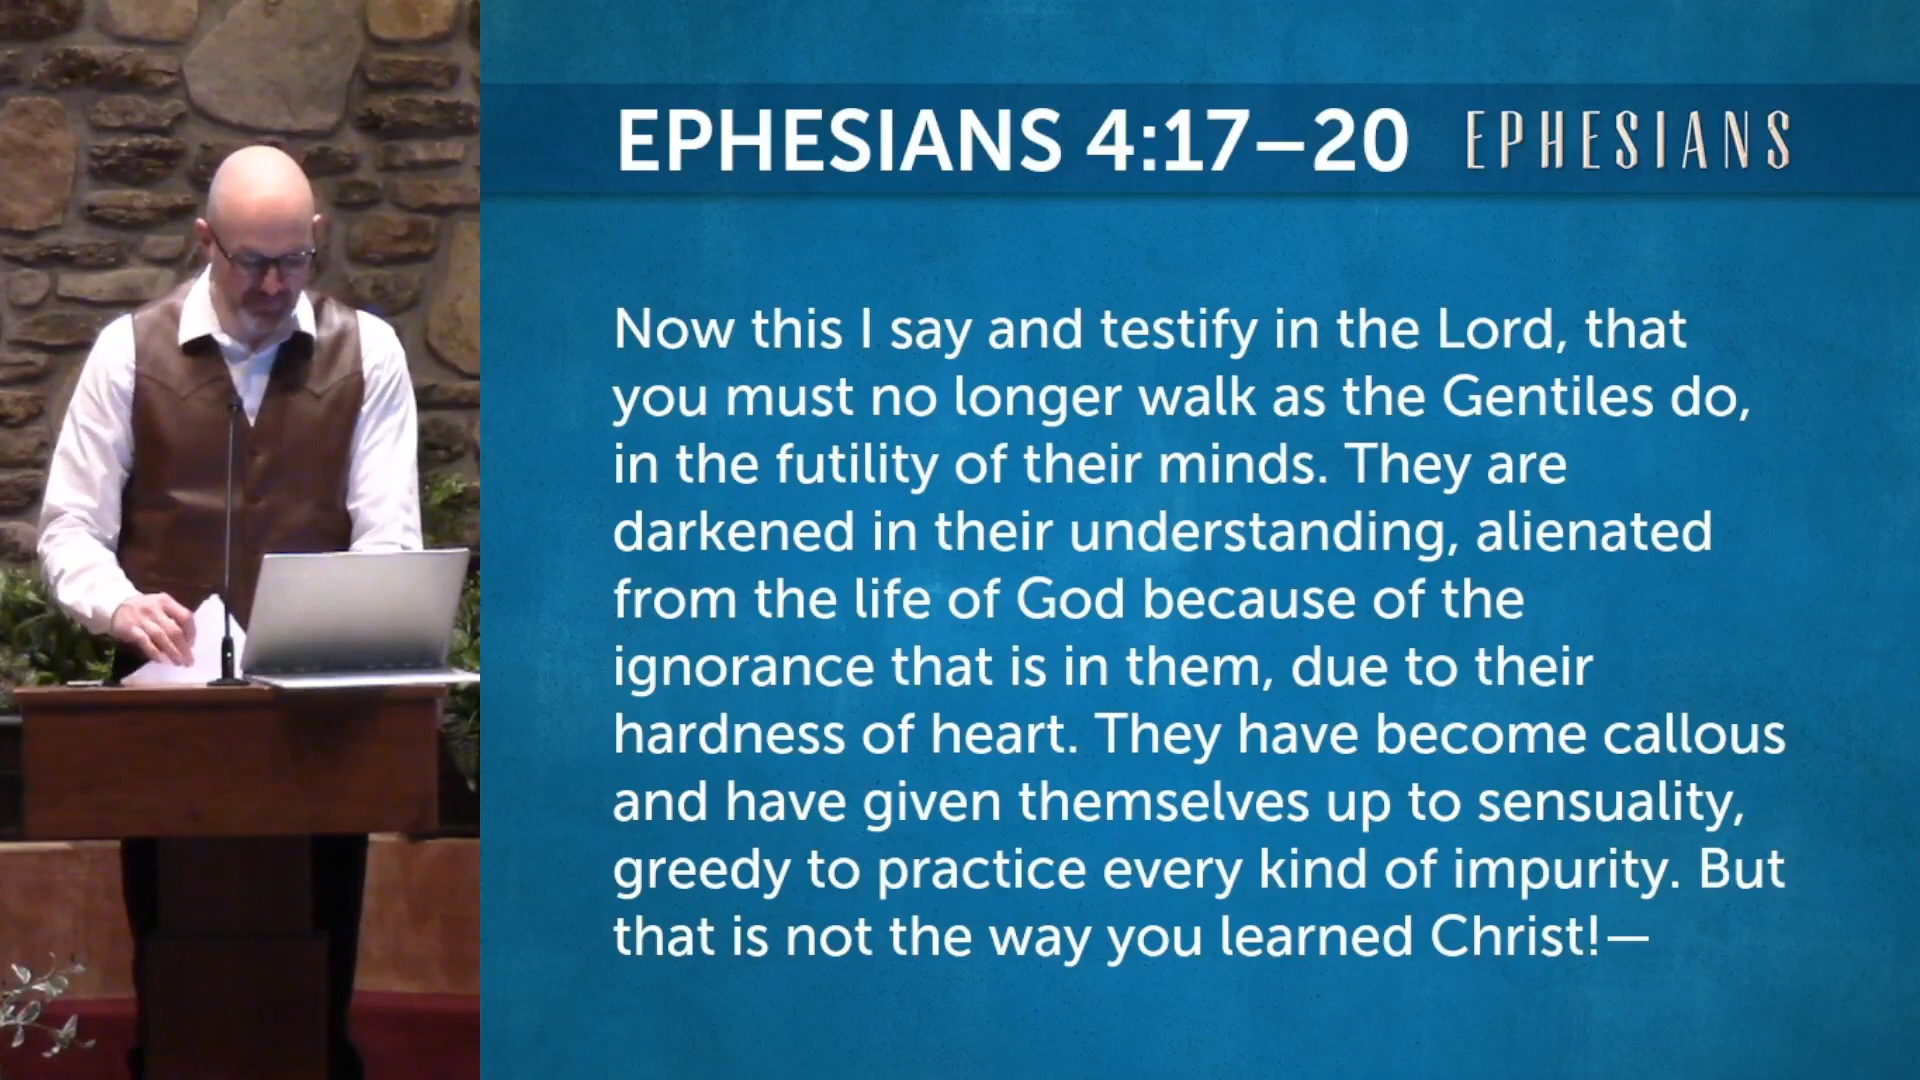 EPHESIANS 4:17–20 EPHESIANS
Now this I say and testify in the Lord, that
you must no longer walk as the Gentiles do,
in the futility of their minds. They are
darkened in their understanding, alienated
from the life of God because of the
ignorance that is in them, due to their
hardness of heart. They have become callous
and have given themselves up to sensuality,
greedy to practice every kind of impurity. But
that is not the way you learned Christ!—